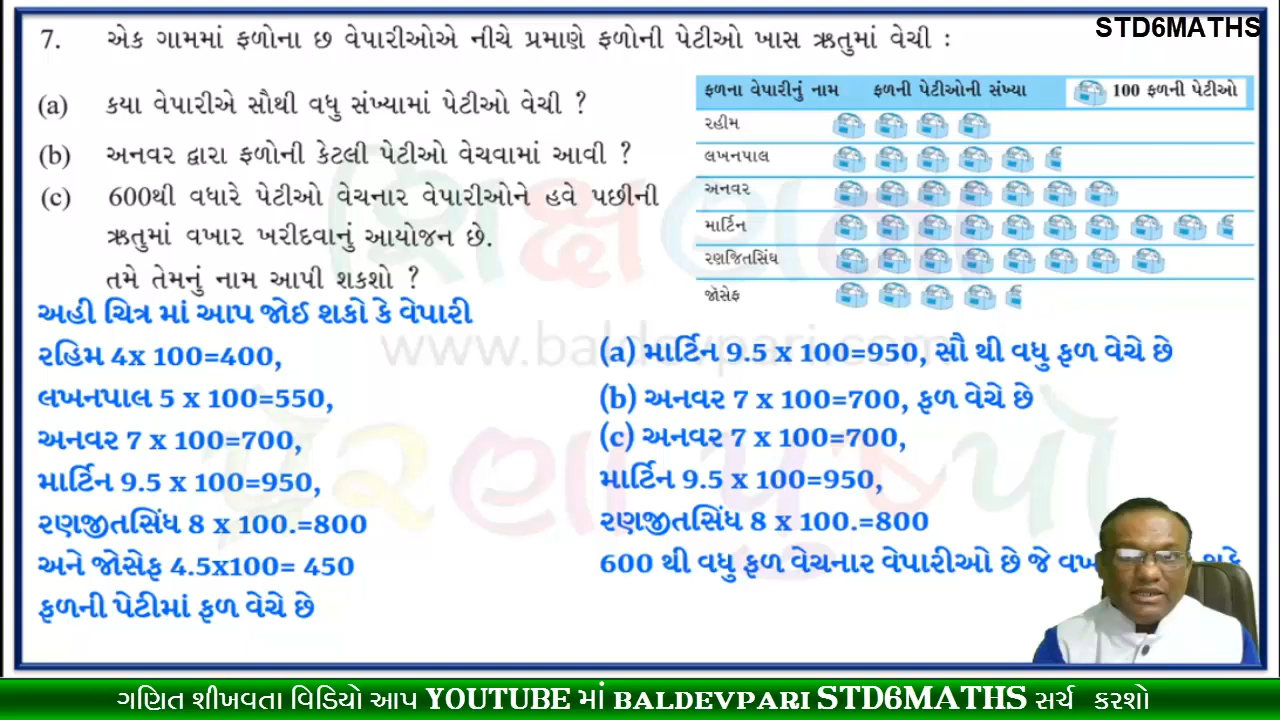 STD6MATHS
7. એક ગામમાં ફળોના છ વેપારીઓએ નીચે પ્રમાણે ફળોની પેટીઓ ખાસ ઋતુમાં વેચી :
(a) કયા વેપારીએ સૌથી વધુ સંખ્યામાં પેટીઓ વેચી ?
(b) અનવર દ્વારા ફળોની કેટલી પેટીઓ વેચવામાં આવી ?
(c) 600થી વધારે પેટીઓ વેચનાર વેપારીઓને હવે પછીની
ઋતુમાં વખાર ખરીદવાનું આયોજન છે.
તમે તેમનું નામ આપી શકશો ?
ફળના વેપારીનું નામ ફળની પેટીઓની સંખ્યા 100 ફળની પેટીઓ
રહીમ
લખનપાલ
અનવર
માર્ટિન
રણજિતસિંઘ
જૉસેફ
અહી ચિત્ર માં આપ જોઈ શકો કે વેપારી
રહિમ 4x 100=400,
લખનપાલ 5 x 100=550,
અનવર 7 x 100=700,
માર્ટિન 9.5 x 100=950,
રણજીતસિંધ 8 x 100.=800
અને જોસેફ 4.5x100= 450
ફળની પેટીમાં ફળ વેચે છે
(a) માર્ટિન 9.5 x 100=950, સૌ થી વધુ ફળ વેચે છે
(b) અનવર 7 x 100=700, ફળ વેચે છે
(c) અનવર 7 x 100=700,
માર્ટિન 9.5 x 100=950,
રણજીતસિંધ 8 x 100.=800
600 થી વધુ ફળ વેચનાર વેપારીઓ છે જે
www.baldevpari.com
ગણિત શીખવતા વિડિયો આપ YOUTUBE માં BALDEVPARI STD6MATHS સર્ચ કરશો